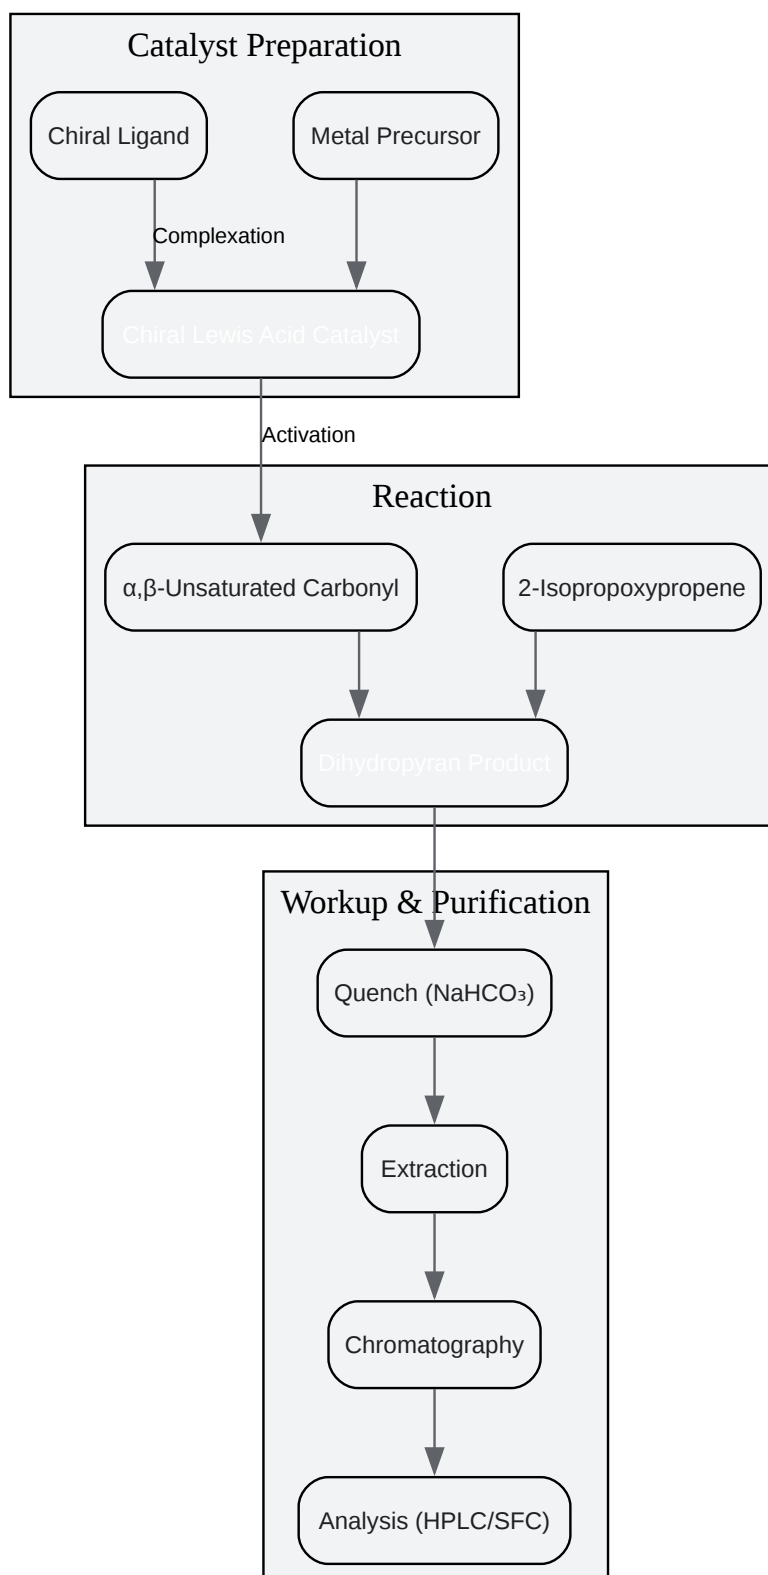 Catalyst Preparation
Chiral Ligand
Metal Precursor
Complexation
Chiral Lewis Acid Catalyst
Activation
Reaction
α,β-Unsaturated Carbonyl
2-Isopropoxypropene
Dihydropyran Product
Workup & Purification
Quench (NaHCO₃)
Extraction
Chromatography
Analysis (HPLC/SFC)